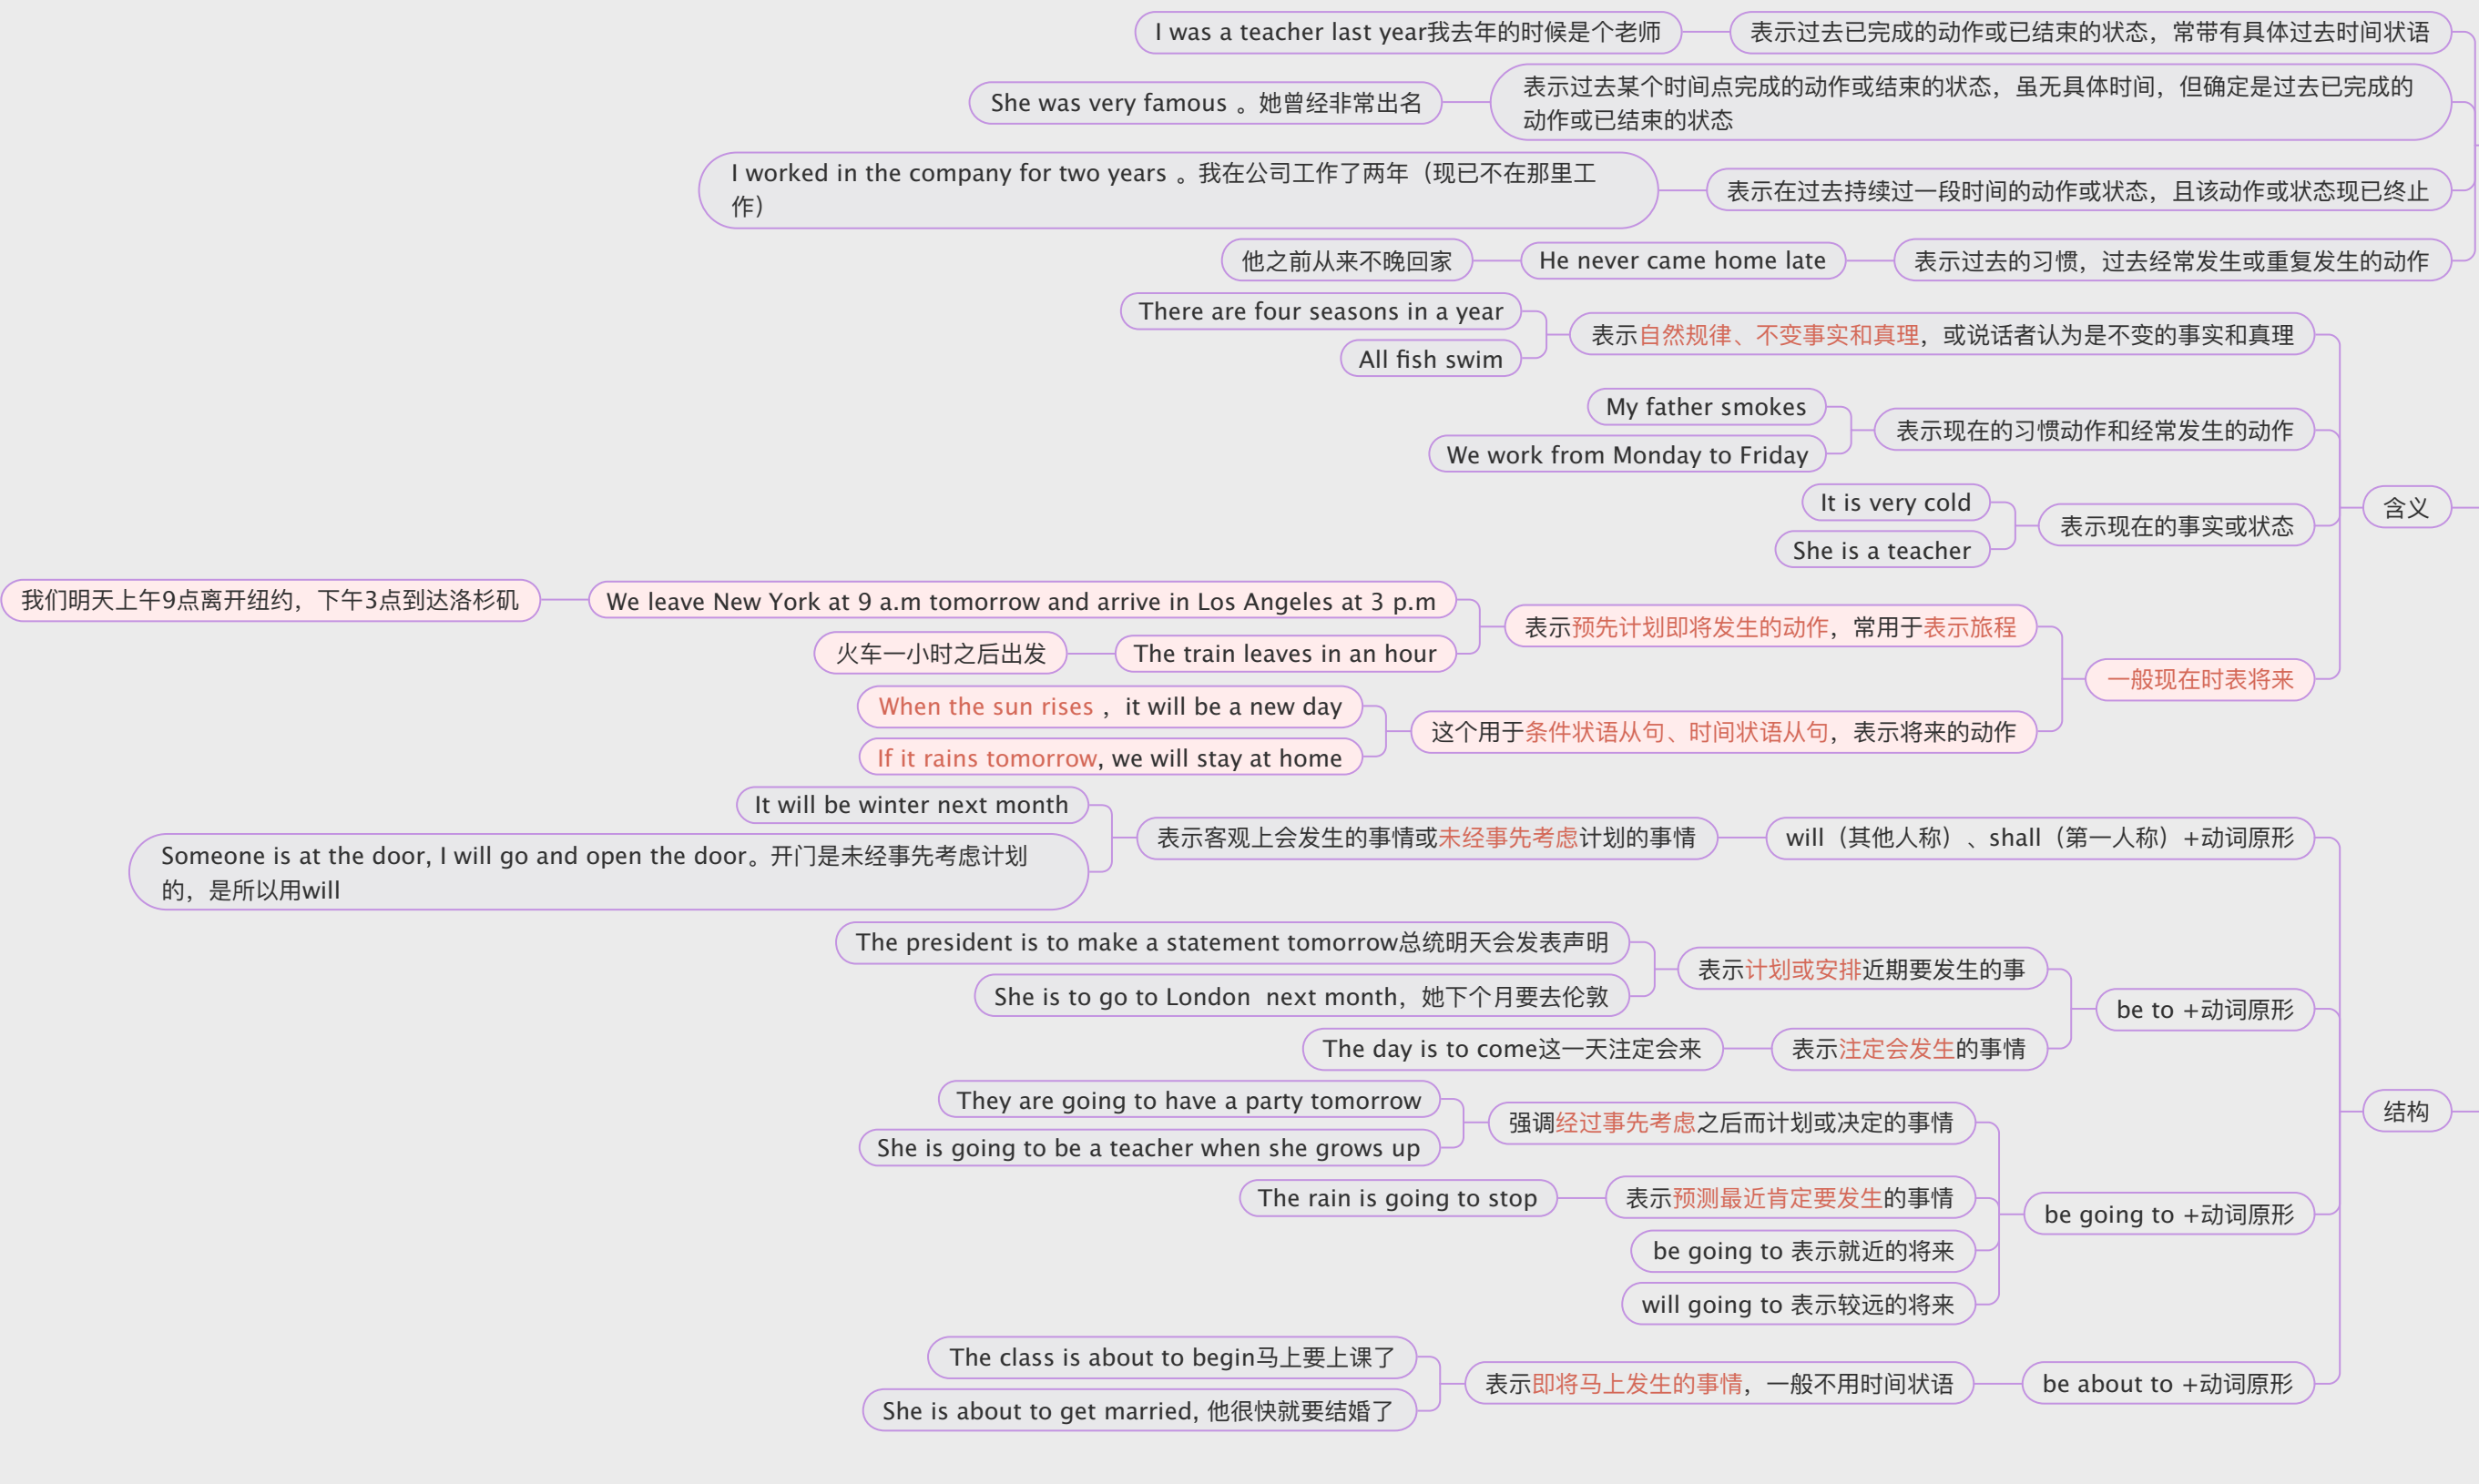 I was a teacher last year我去年的时候是个老师
表示过去已完成的动作或已结束的状态，常带有具体过去时间状语
She was very famous 。她曾经非常出名
表示过去某个时间点完成的动作或结束的状态，虽无具体时间，但确定是过去已完成的
动作或已结束的状态
I worked in the company for two years 。我在公司工作了两年（现已不在那里工
作）
表示在过去持续过一段时间的动作或状态，且该动作或状态现已终止
他之前从来不晚回家
He never came home late
表示过去的习惯，过去经常发生或重复发生的动作
There are four seasons in a year
All fish swim
表示自然规律、不变事实和真理，或说话者认为是不变的事实和真理
My father smokes
We work from Monday to Friday
表示现在的习惯动作和经常发生的动作
It is very cold
She is a teacher
表示现在的事实或状态
含义
我们明天上午9点离开纽约，下午3点到达洛杉矶
We leave New York at 9 a.m tomorrow and arrive in Los Angeles at 3 p.m
火车一小时之后出发
The train leaves in an hour
表示预先计划即将发生的动作，常用于表示旅程
When the sun rises ，it will be a new day
If it rains tomorrow, we will stay at home
这个用于条件状语从句、时间状语从句，表示将来的动作
一般现在时表将来
It will be winter next month
Someone is at the door, I will go and open the door。开门是未经事先考虑计划
的，是所以用will
表示客观上会发生的事情或未经事先考虑计划的事情
will（其他人称）、shall（第一人称）+动词原形
The president is to make a statement tomorrow总统明天会发表声明
She is to go to London  next month，她下个月要去伦敦
表示计划或安排近期要发生的事
The day is to come这一天注定会来
表示注定会发生的事情
be to +动词原形
They are going to have a party tomorrow
She is going to be a teacher when she grows up
强调经过事先考虑之后而计划或决定的事情
The rain is going to stop
表示预测最近肯定要发生的事情
be going to 表示就近的将来
will going to 表示较远的将来
be going to +动词原形
结构
The class is about to begin马上要上课了
She is about to get married, 他很快就要结婚了
表示即将马上发生的事情，一般不用时间状语
be about to +动词原形